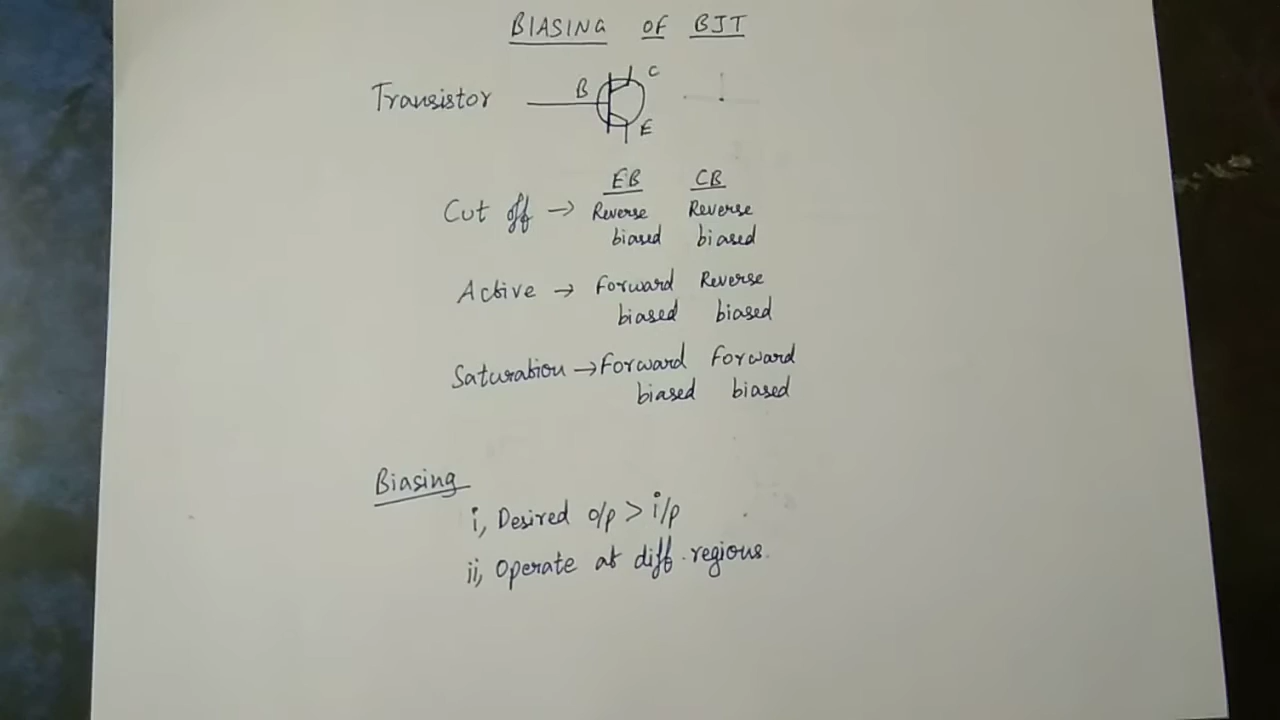 BIASING OF BJT
Transistor B C
E
EB CB
Cut off → Reverse biased Reverse biased
Active → Forward biased Reverse biased
Saturation → Forward biased Forward biased
Biasing
i, Desired o/p > i/p
ii, Operate at diff. regions.